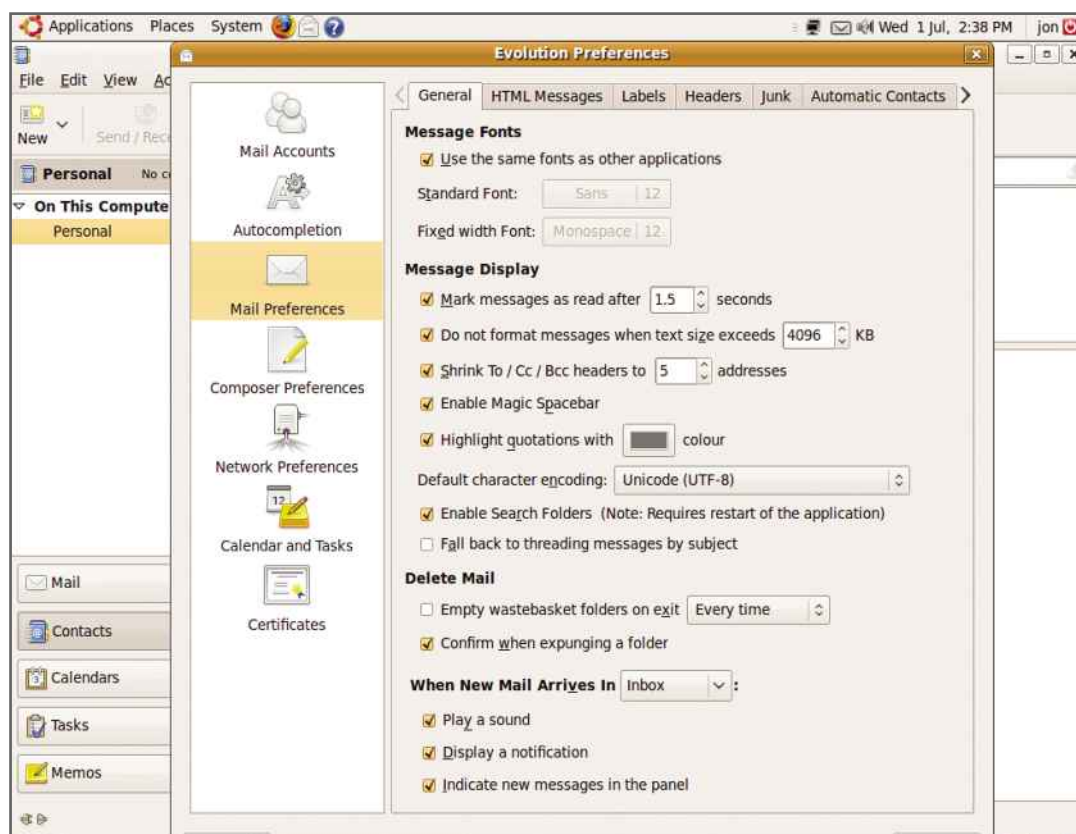 Applications Places System Wed 1 Jul, 2:38 PM jon
Evolution Preferences
File Edit View Ac
New Send / Rece
Personal No co
On This Compute
Personal
Mail
Contacts
Calendars
Tasks
Memos
Mail Accounts
Autocompletion
Mail Preferences
Composer Preferences
Network Preferences
12
Calendar and Tasks
Certificates
General HTML Messages Labels Headers Junk Automatic Contacts
Message Fonts
Use the same fonts as other applications
Standard Font: Sans 12
Fixed width Font: Monospace 12
Message Display
Mark messages as read after 1.5 seconds
Do not format messages when text size exceeds 4096 KB
Shrink To / Cc / Bcc headers to 5 addresses
Enable Magic Spacebar
Highlight quotations with colour
Default character encoding: Unicode (UTF-8)
Enable Search Folders (Note: Requires restart of the application)
Fall back to threading messages by subject
Delete Mail
Empty wastebasket folders on exit Every time
Confirm when expunging a folder
When New Mail Arrives In Inbox :
Play a sound
Display a notification
Indicate new messages in the panel